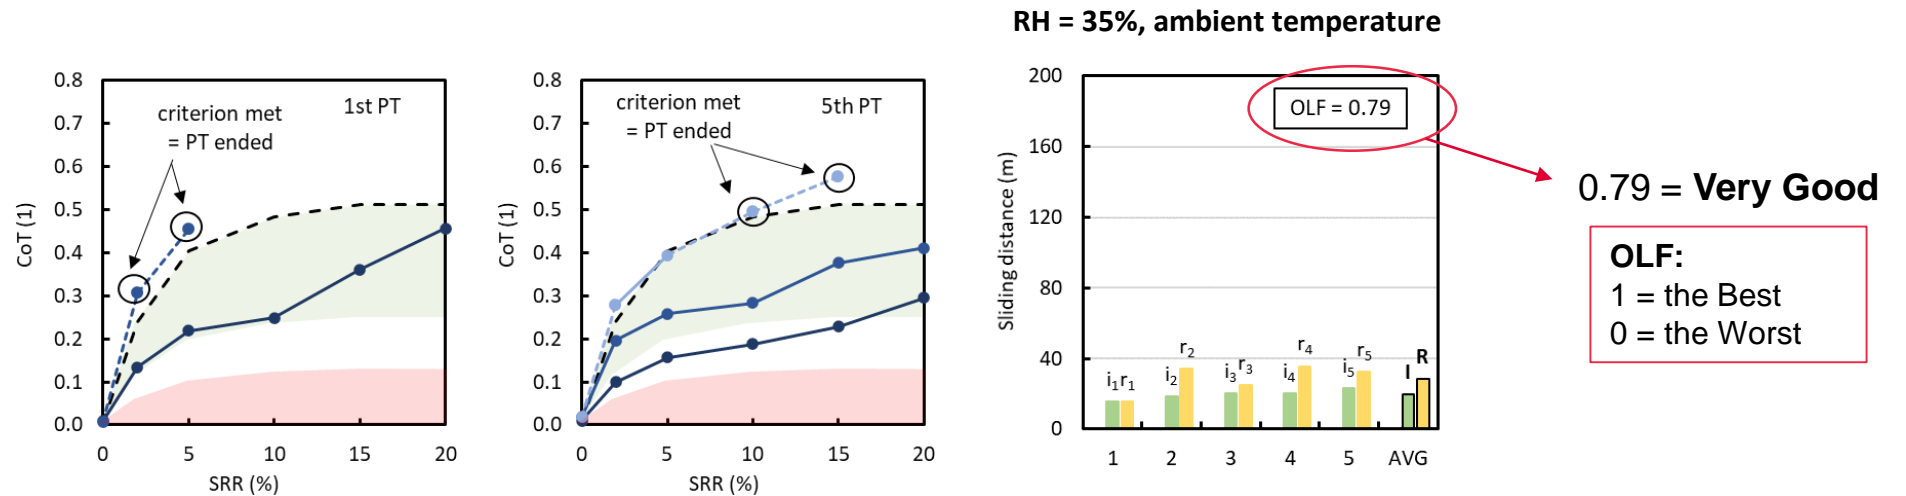 RH = 35%, ambient temperature
0.8
0.7
0.6
0.5
0.4
0.3
0.2
0.1
0.0
CoT (1)
criterion met
= PT ended
1st PT
0 5 10 15 20
SRR (%)
0.8
0.7
0.6
0.5
0.4
0.3
0.2
0.1
0.0
CoT (1)
criterion met
= PT ended
5th PT
0 5 10 15 20
SRR (%)
200
160
120
80
40
0
Sliding distance (m)
OLF = 0.79
i₁ r₁ i₂ r₂ i₃ r₃ i₄ r₄ i₅ r₅ I R
1 2 3 4 5 AVG
0.79 = Very Good
OLF:
1 = the Best
0 = the Worst